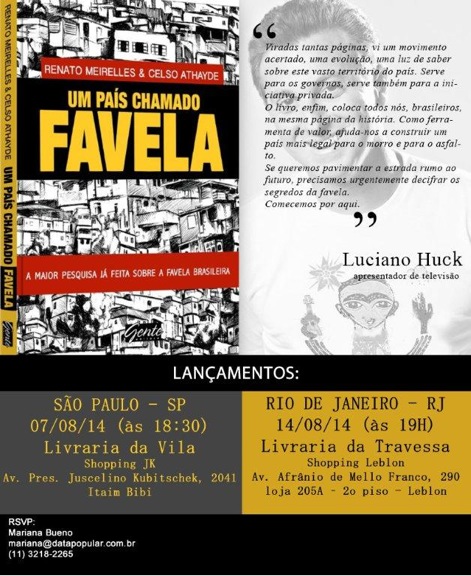 RENATO MEIRELLES & CELSO ATHAYDE
UM PAÍS CHAMADO FAVELA
Gente
RENATO MEIRELLES & CELSO ATHAYDE
UM PAÍS CHAMADO
FAVELA
A MAIOR PESQUISA JÁ FEITA SOBRE A FAVELA BRASILEIRA
Gente
“
Viradas tantas páginas, vi um movimento
acertado, uma evolução, uma luz de saber
sobre este vasto território do país. Serve
para os governos, serve também para a ini-
ciativa privada.
O livro, enfim, coloca todos nós, brasileiros,
na mesma página da história. Como ferra-
menta de valor, ajuda-nos a construir um
país mais legal para o morro e para o asfal-
to.
Se queremos pavimentar a estrada rumo ao
futuro, precisamos urgentemente decifrar os
segredos da favela.
Comecemos por aqui.
”
Luciano Huck
apresentador de televisão
LANÇAMENTOS:
SÃO PAULO - SP
07/08/14 (às 18:30)
Livraria da Vila
Shopping JK
Av. Pres. Juscelino Kubitschek, 2041
Itaim Bibi
RIO DE JANEIRO - RJ
14/08/14 (às 19H)
Livraria da Travessa
Shopping Leblon
Av. Afrânio de Mello Franco, 290
loja 205A - 2o piso - Leblon
RSVP:
Mariana Bueno
mariana@datapopular.com.br
(11) 3218-2265